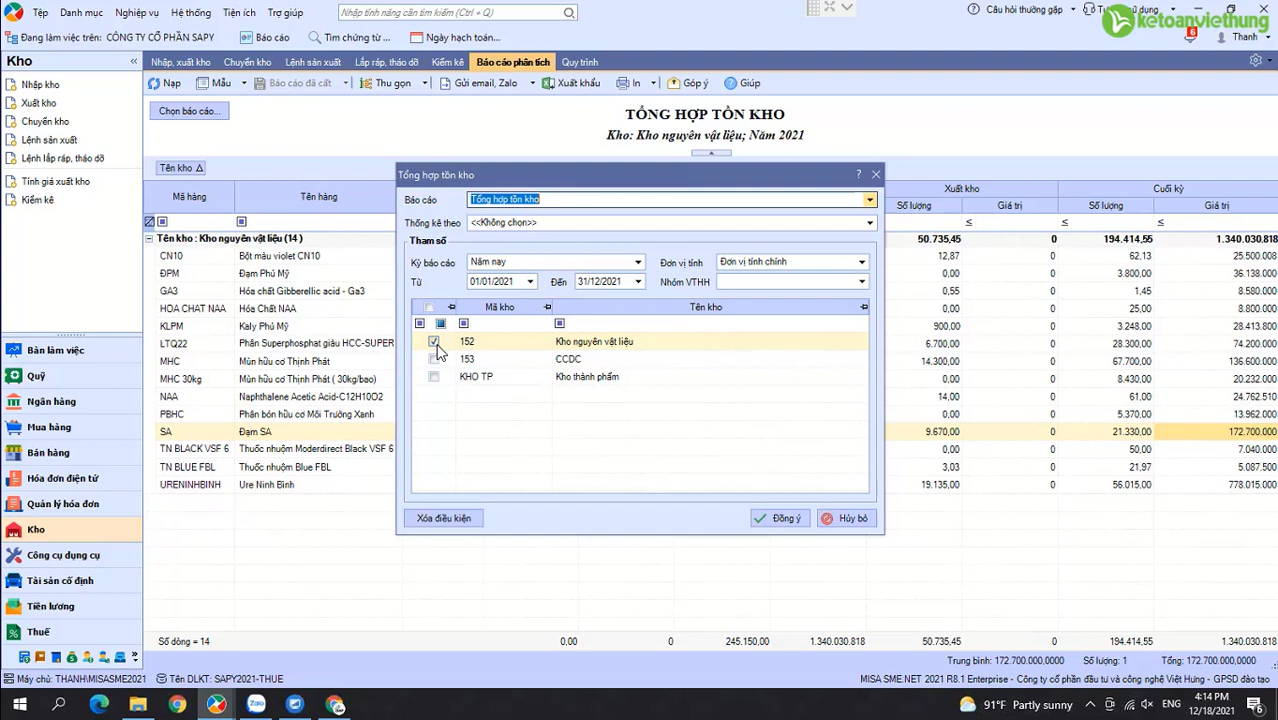 Tệp Danh mục Nghiệp vụ Hệ thống Tiện ích Trợ giúp
Nhập tính năng cần tìm kiếm (Ctrl + Q)
Câu hỏi thường gặp
ketoanviethung
Đang làm việc trên: CÔNG TY CỔ PHẦN SAPY
Báo cáo Tìm chứng từ ... Ngày hạch toán...
6
Thanh
Kho «
Nhập, xuất kho Chuyển kho Lệnh sản xuất Lắp ráp, tháo dỡ Kiểm kê Báo cáo phân tích Quy trình
Nạp Mẫu Báo cáo đã cất Thu gọn Gửi email, Zalo Xuất khẩu In Góp ý Giúp
Nhập kho
Xuất kho
Chuyển kho
Lệnh sản xuất
Lệnh lắp ráp, tháo dỡ
Tính giá xuất kho
Kiểm kê
Chọn báo cáo...
TỔNG HỢP TỒN KHO
Kho: Kho nguyên vật liệu; Năm 2021
Tên kho
Mã hàng Tên hàng Xuất kho Cuối kỳ
Số lượng Giá trị Số lượng Giá trị
≤ ≤ ≤
Tên kho : Kho nguyên vật liệu (14 ) 50.735,45 0 194.414,55 1.340.030.818
CN10 Bột màu violet CN10 12,87 0 62,13 25.500.381
ĐPM Đạm Phú Mỹ 0,00 0 3.800,00 36.138.000
GA3 Hóa chất Gibberellic acid - Ga3 0,55 0 1,45 8.580.000
HOA CHAT NAA Hợp chất hữu cơ 0,00 0
KLPM Kaly Phú Mỹ 900,00 0 3.248,00 28.413.800
LTQ22 Phân Superphosphat giàu HCC-SUPER 6.700,00 0 28.300,00 74.200.000
MHC Mùn hữu cơ Thịnh Phát 14.300,00 0 67.700,00 137.600.000
MHC 30kg Mùn hữu cơ Thịnh Phát ( 30kg/bao) 0,00 0 8.430,00 20.232.000
NAA Naphthalene Acetic-C12H10O2 14,00 0 61,00 24.762.510
PBHC Phân bón hữu cơ Môi Trường Xanh 0,00 0 5.370,00 13.962.000
SA Đạm SA 9.670,00 0 21.330,00 172.700.000
TN BLACK VSF 6 Thuốc nhuộm Moderdirect Black VSF 6 0,00 0 50,00 7.040.000
TN BLUE FBL Thuốc nhuộm Blue FBL 3,03 0 21,97 5.087.500
URENINHBINH Ure Ninh Bình 19.135,00 0 56.015,00 778.015.000
Tổng hợp tồn kho ?
Báo cáo Tổng hợp tồn kho
Thống kê theo <<Không chọn>>
Tham số
Kỳ báo cáo Năm nay Đơn vị tính Đơn vị tính chính
Từ 01/01/2021 Đến 31/12/2021 Nhóm VTHH
Mã kho Tên kho
152 Kho nguyên vật liệu
153 CCDC
KHO TP Kho thành phẩm
Xóa điều kiện Đồng ý Hủy bỏ
Bàn làm việc
Quỹ
Ngân hàng
Mua hàng
Bán hàng
Hóa đơn điện tử
Quản lý hóa đơn
Kho
Công cụ dụng cụ
Tài sản cố định
Tiền lương
Thuế
Số dòng = 14 0,00 0 245.150,00 1.340.030.818 50.735,45 0 194.414,55 1.340.030.818
Trung bình: 172.700.000,0000 Số lượng: 1 Tổng: 172.700.000,0000
Máy chủ: THANH\MISASME2021 Tên DLKT: SAPY2021-THUE MISA SME.NET 2021 R8.1 Enterprise - Công ty cổ phần đầu tư và công nghệ Việt Hưng - GPSD đào tạo
91°F Partly sunny ENG 4:14 PM
12/18/2021
6